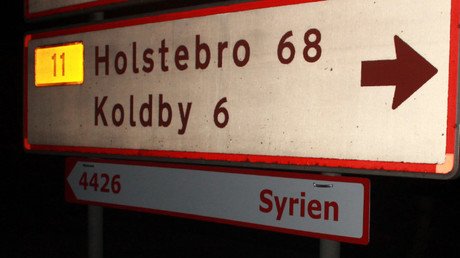 11 Holstebro 68
Koldby 6
4426 Syrien